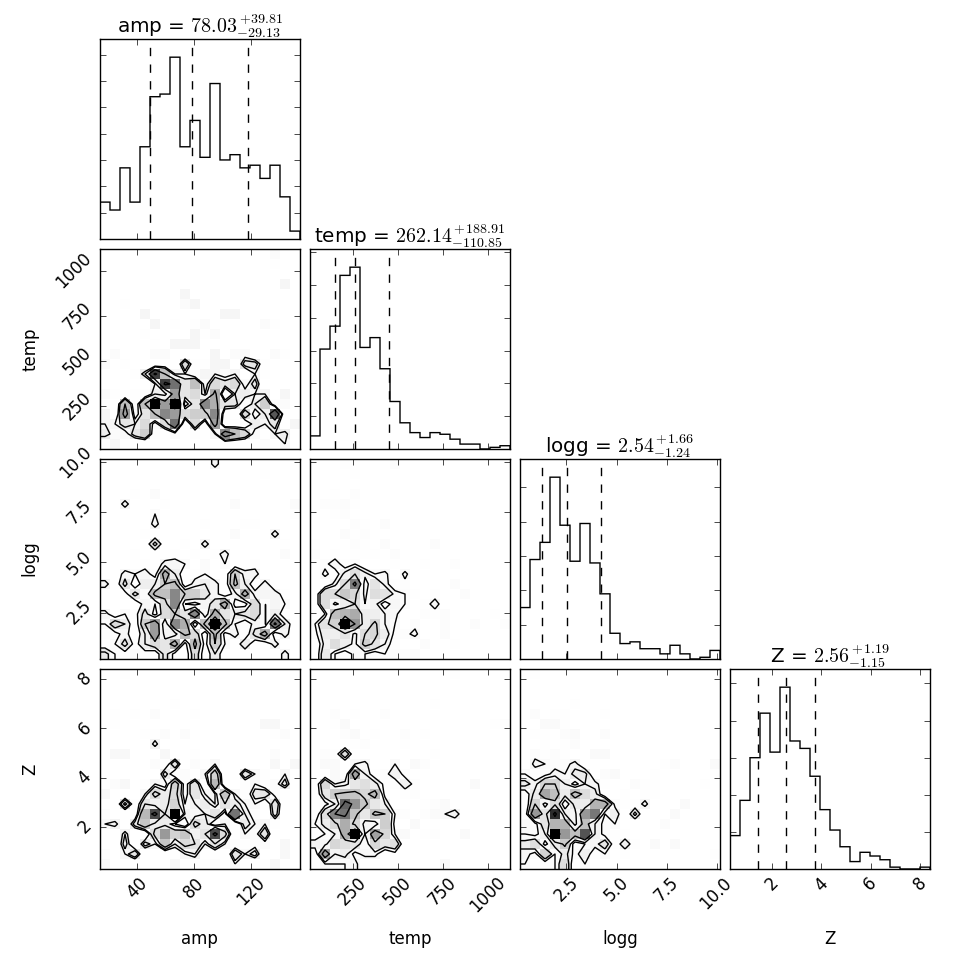 amp = 78.03 +39.81 −29.13
temp = 262.14 +188.91 −110.85
1000
750
500
250
temp
logg = 2.54 +1.66 −1.24
10.0
7.5
5.0
2.5
logg
Z = 2.56 +1.19 −1.15
8
6
4
2
Z
40 80 120 250 500 750 1000 2.5 5.0 7.5 10.0 2 4 6 8
amp temp logg Z